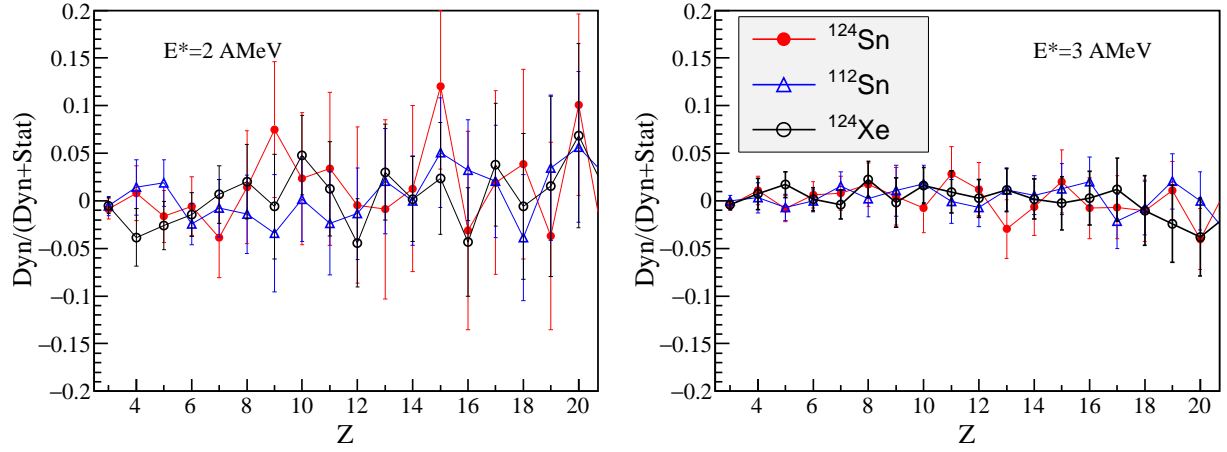 E*=2 AMeV
Dyn/(Dyn+Stat)
0.2
0.15
0.1
0.05
0
−0.05
−0.1
−0.15
−0.2
4 6 8 10 12 14 16 18 20
Z
E*=3 AMeV
¹²⁴Sn
¹¹²Sn
¹²⁴Xe
Dyn/(Dyn+Stat)
0.2
0.15
0.1
0.05
0
−0.05
−0.1
−0.15
−0.2
4 6 8 10 12 14 16 18 20
Z